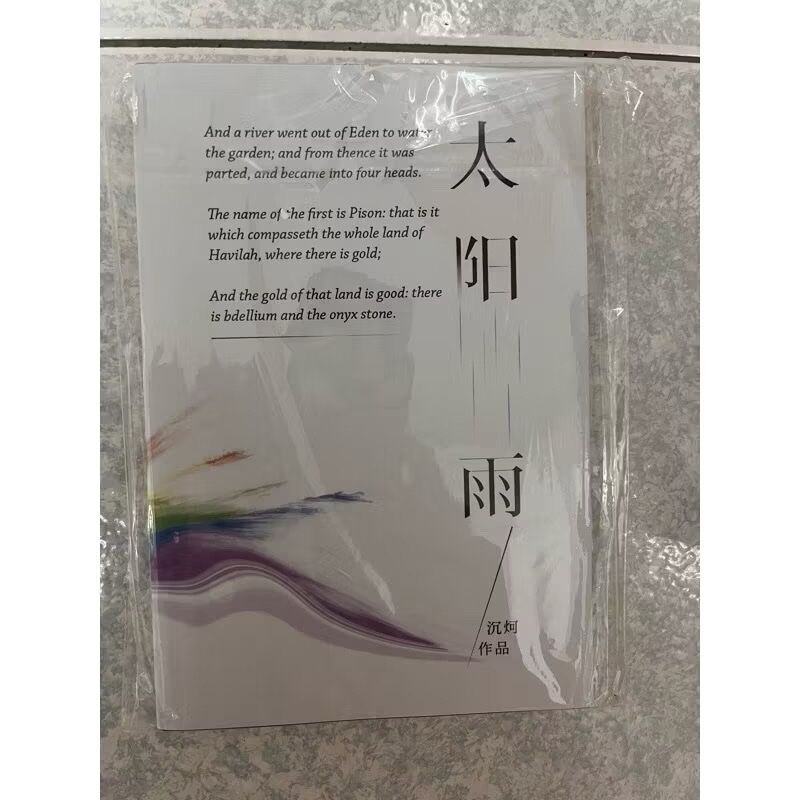 And a river went out of Eden to water
the garden; and from thence it was
parted, and became into four heads.
The name of the first is Pison: that is it
which compasseth the whole land of
Havilah, where there is gold;
And the gold of that land is good: there
is bdellium and the onyx stone.
太阳雨
沉炣
作品